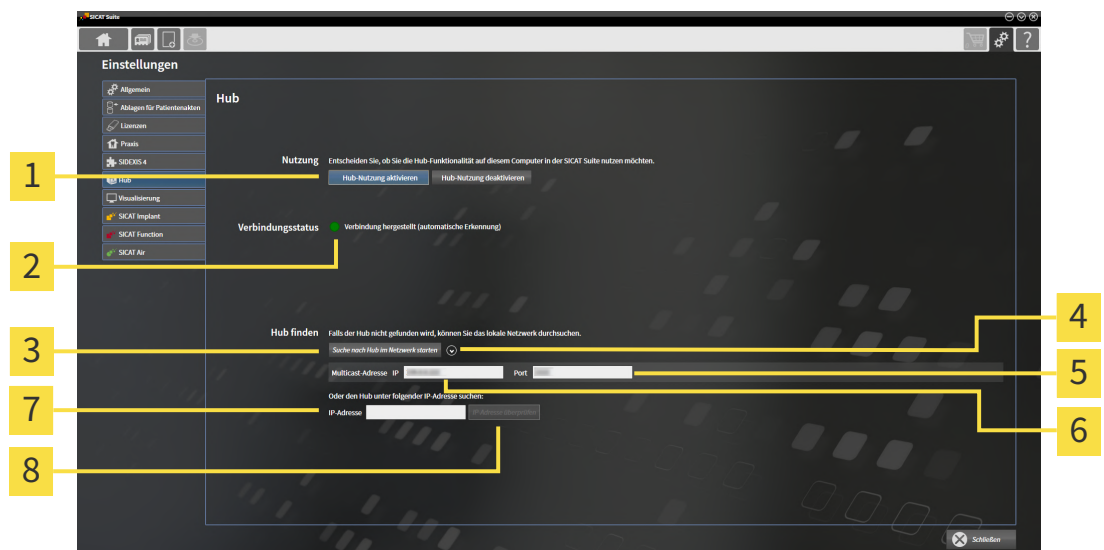 SICAT Suite
?
Einstellungen
Allgemein
Ablagen für Patientenakten
Lizenzen
Praxis
SIDEXIS 4
Hub
Visualisierung
SICAT Implant
SICAT Function
SICAT Air
Hub
Nutzung Entscheiden Sie, ob Sie die Hub-Funktionalität auf diesem Computer in der SICAT Suite nutzen möchten.
Hub-Nutzung aktivieren Hub-Nutzung deaktivieren
Verbindungsstatus Verbindung hergestellt (automatische Erkennung)
Hub finden Falls der Hub nicht gefunden wird, können Sie das lokale Netzwerk durchsuchen.
Suche nach Hub im Netzwerk starten
Multicast-Adresse IP Port
Oder den Hub unter folgender IP-Adresse suchen:
IP-Adresse IP-Adresse überprüfen
Schließen
1
2
3
4
5
6
7
8